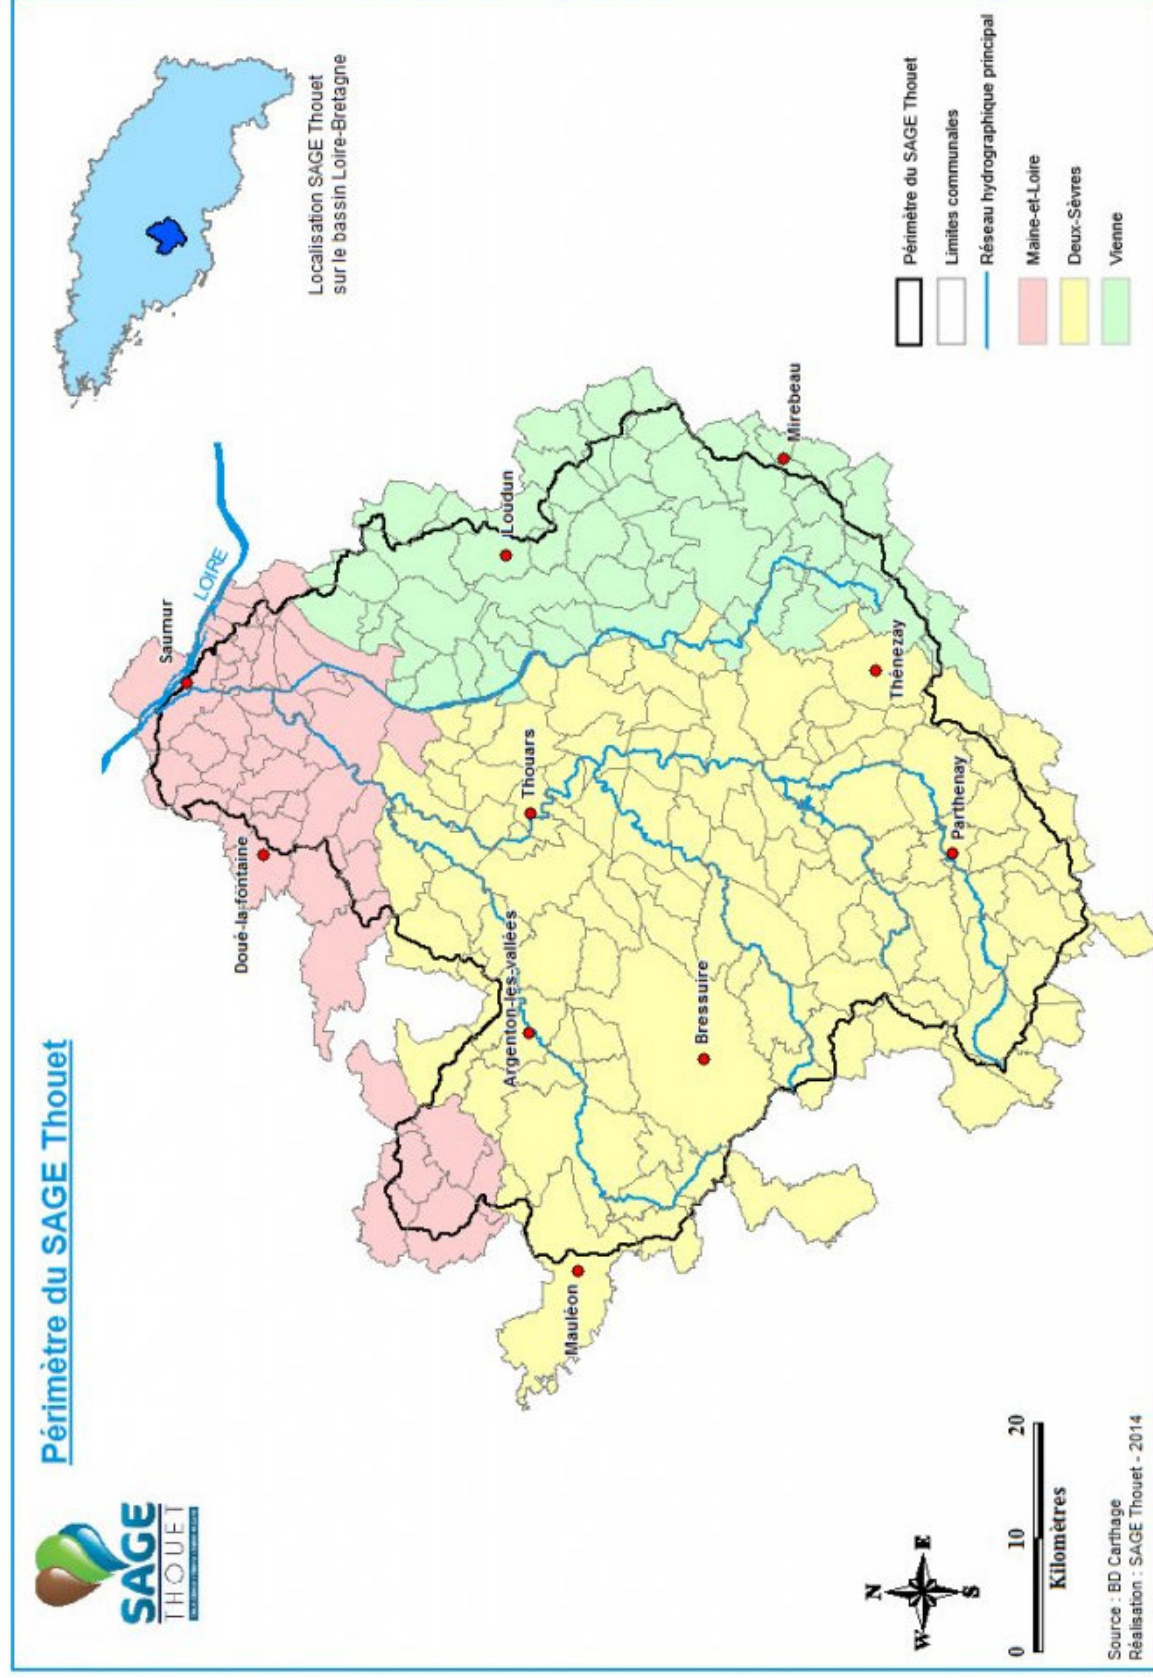 Périmètre du SAGE Thouet
SAGE
THOUET
Localisation SAGE Thouet
sur le bassin Loire-Bretagne
LOIRE
Saumur
Doué-la-fontaine
Loudun
Thouars
Argenton-les-vallées
Mauléon
Bressuire
Mirebeau
Thénezay
Parthenay
Périmètre du SAGE Thouet
Limites communales
Réseau hydrographique principal
Maine-et-Loire
Deux-Sèvres
Vienne
N
W E
S
0 10 20
Kilomètres
Source : BD Carthage
Réalisation : SAGE Thouet - 2014